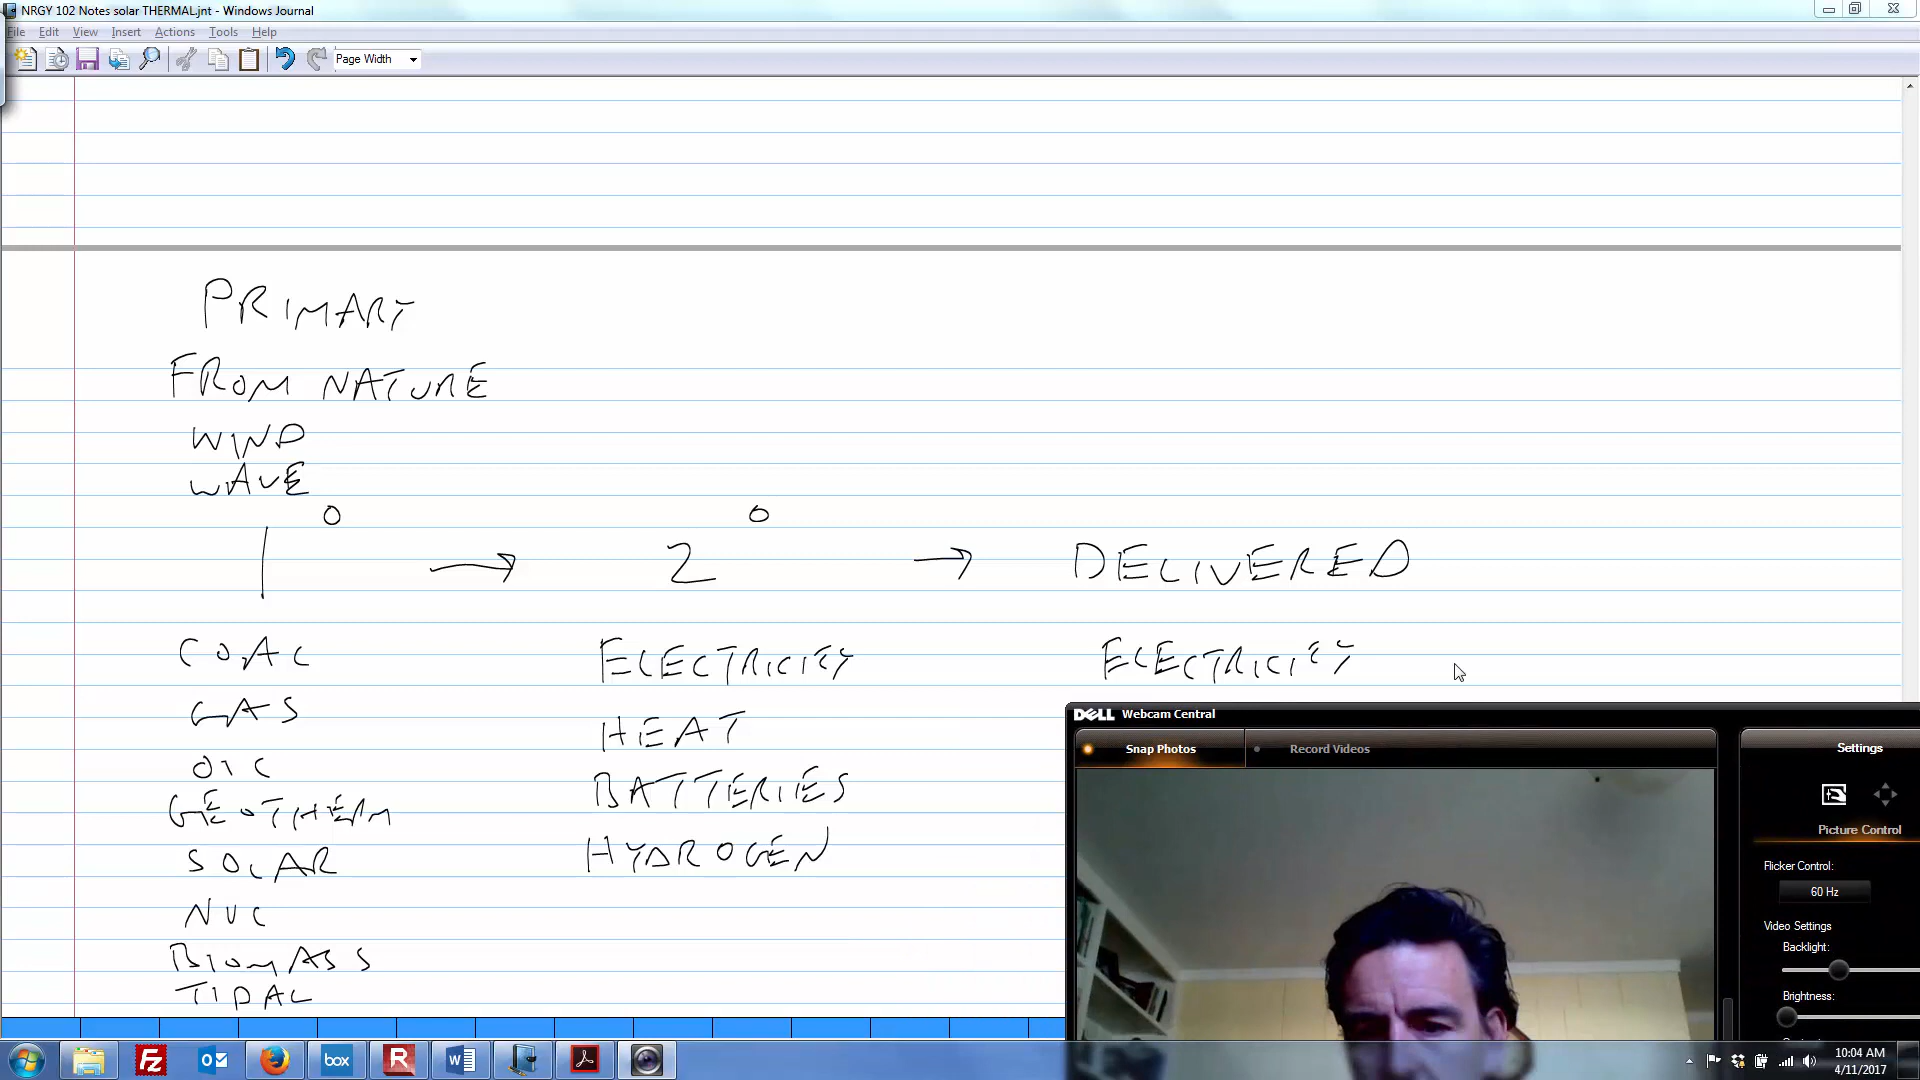 NRGY 102 Notes solar THERMAL.jnt - Windows Journal
File Edit View Insert Actions Tools Help
Page Width
PRIMARY
FROM NATURE
WIND
WAVE
1° → 2° → DELIVERED
COAL
GAS
OIL
GEOTHERM
SOLAR
NUC
BIOMASS
TIDAL
ELECTRICITY
HEAT
BATTERIES
HYDROGEN
ELECTRICITY
DELL Webcam Central
Snap Photos Record Videos
Settings
Picture Control
Flicker Control:
60 Hz
Video Settings
Backlight:
Brightness:
Fz
box
R
W
10:04 AM
4/11/2017